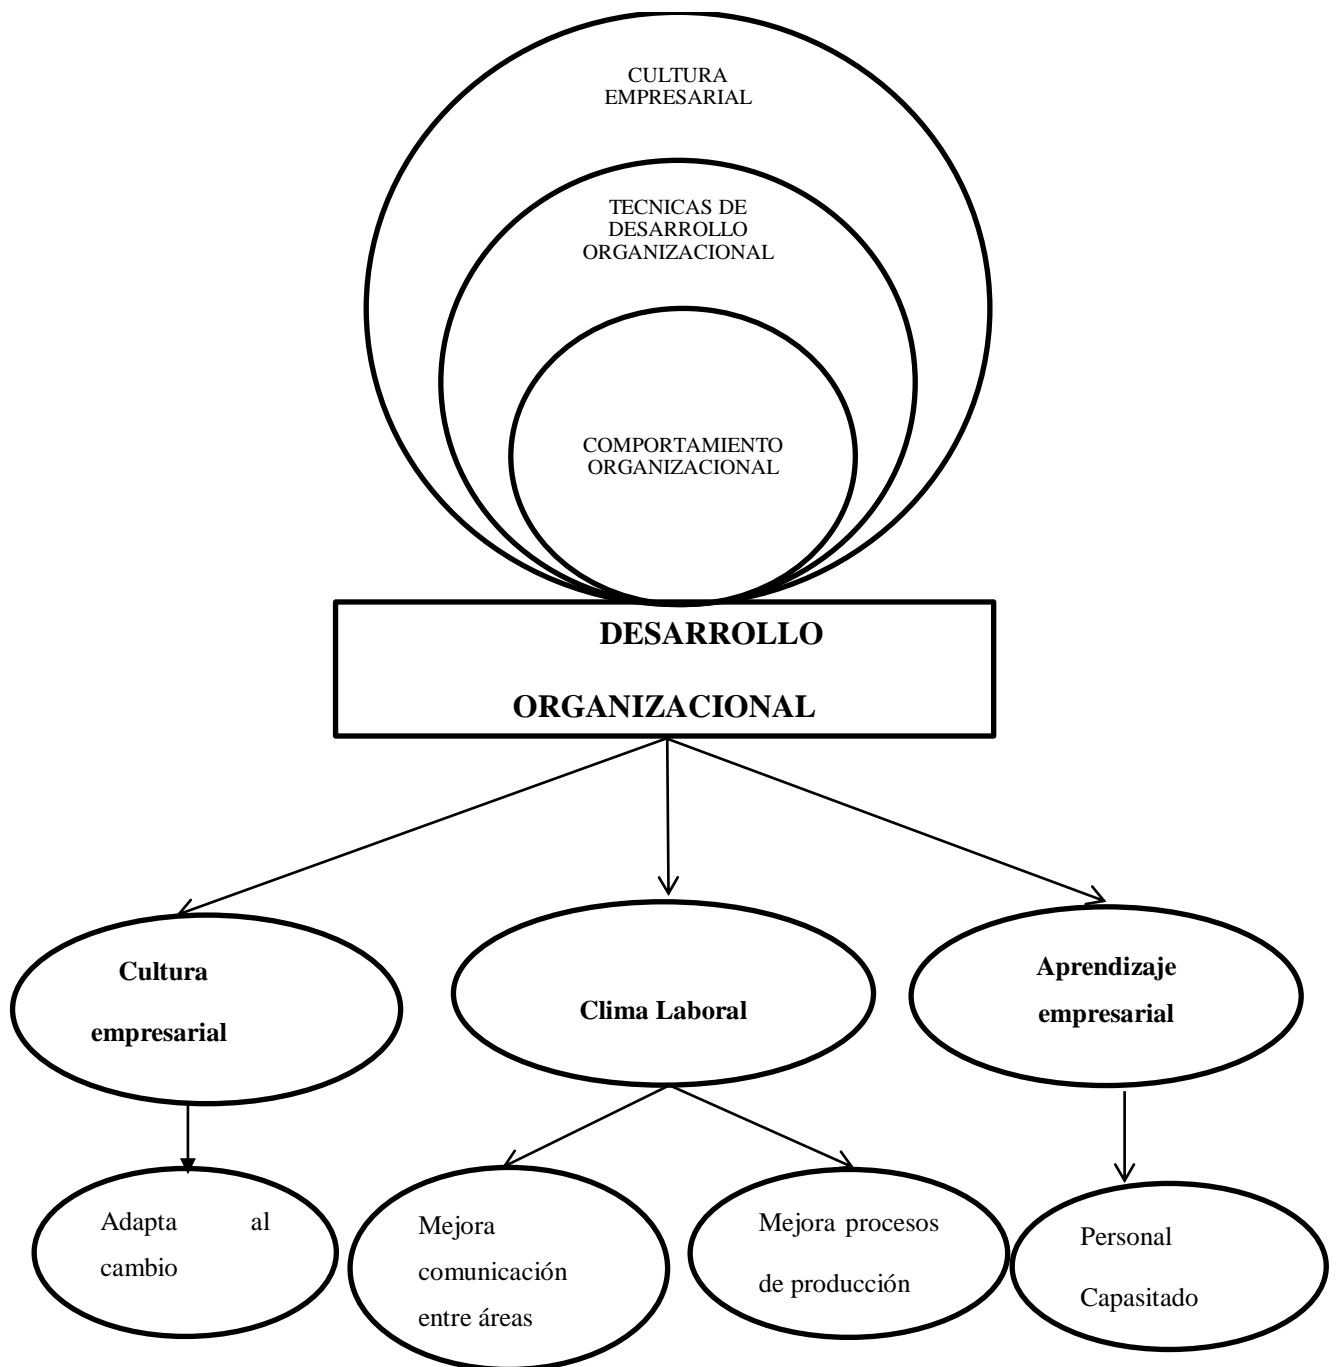 CULTURA
EMPRESARIAL
TECNICAS DE
DESARROLLO
ORGANIZACIONAL
COMPORTAMIENTO
ORGANIZACIONAL
DESARROLLO
ORGANIZACIONAL
Cultura
empresarial
Clima Laboral
Aprendizaje
empresarial
Adapta al
cambio
Mejora
comunicación
entre áreas
Mejora procesos
de producción
Personal
Capasitado